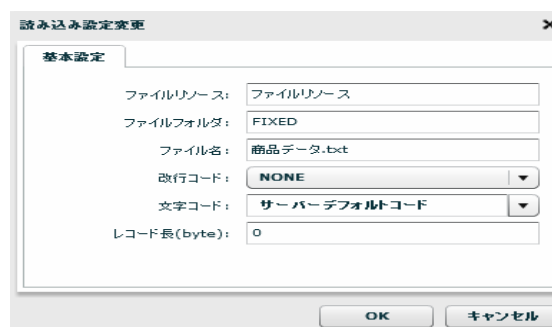 読み込み設定変更
基本設定
ファイルリソース: ファイルリソース
ファイルフォルダ: FIXED
ファイル名: 商品データ.txt
改行コード: NONE
文字コード: サーバーデフォルトコード
レコード長(byte): 0
OK キャンセル